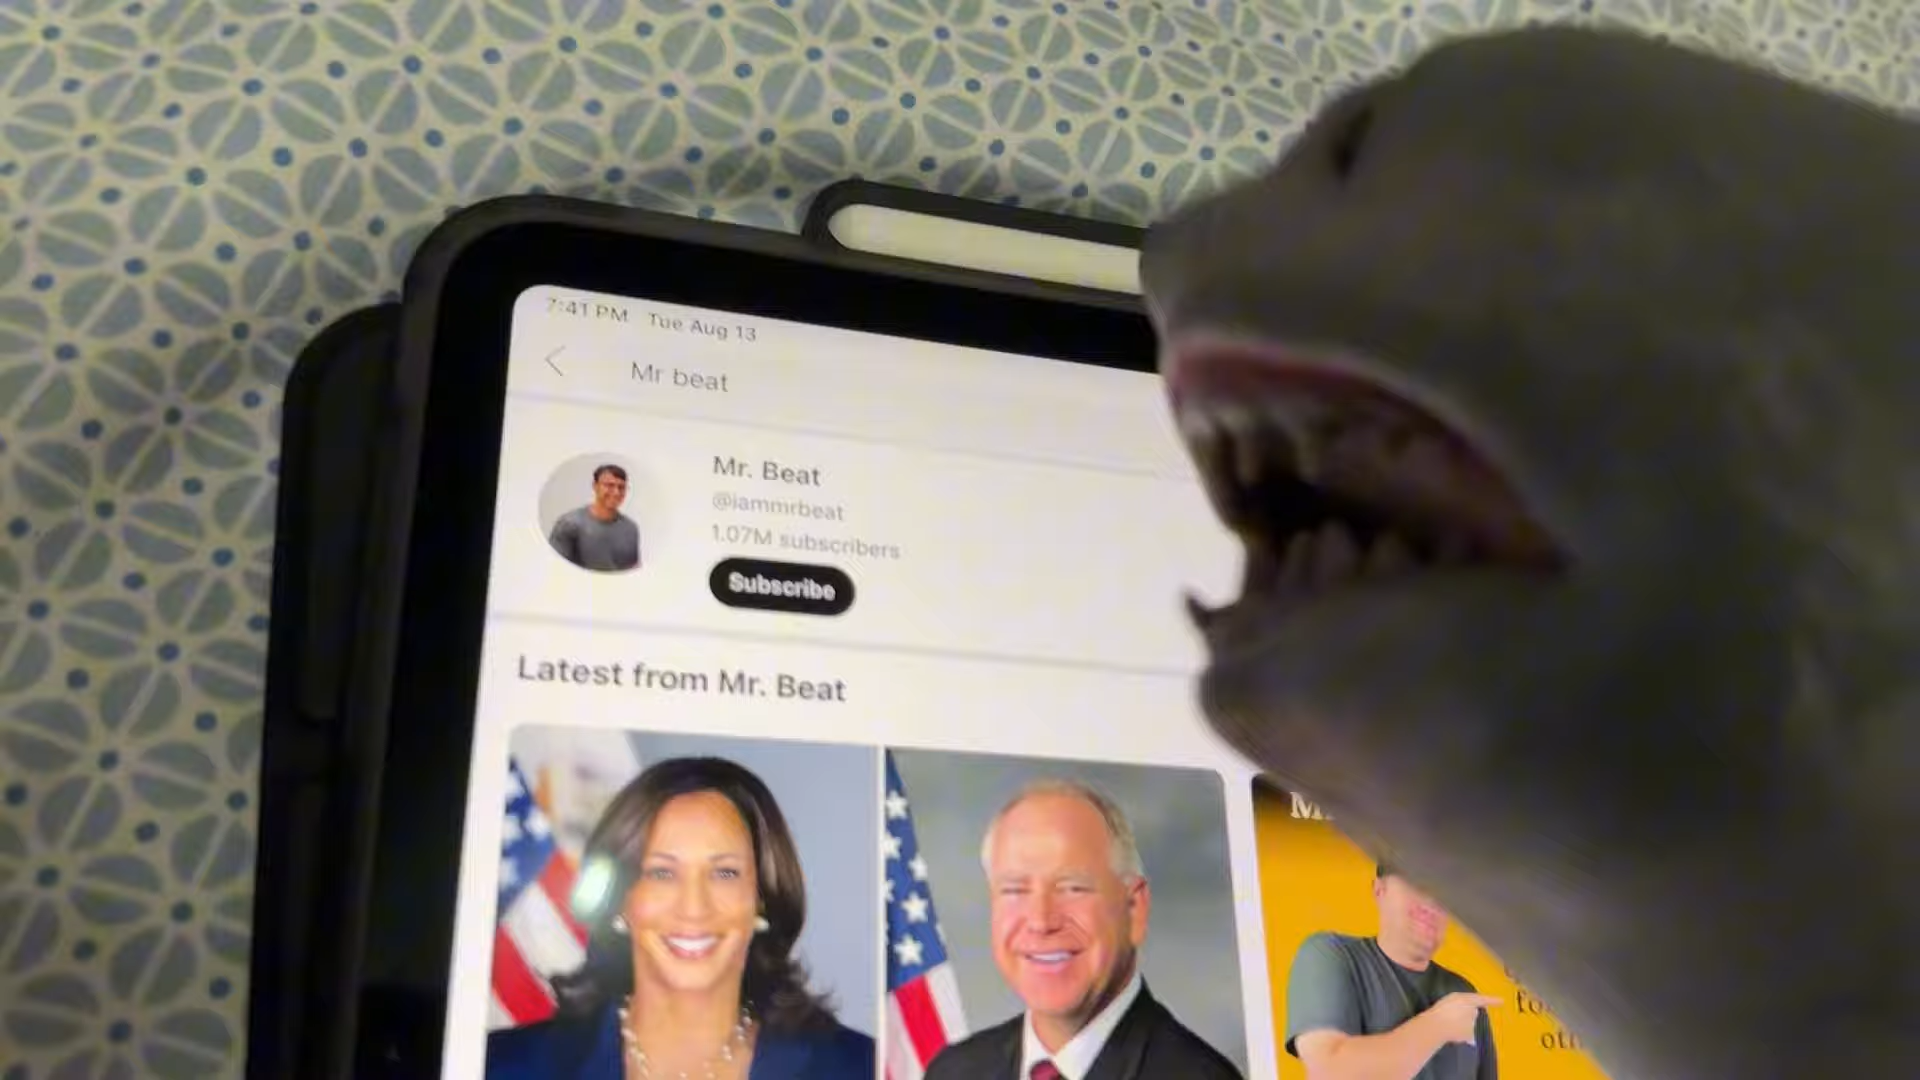 7:41 PM Tue Aug 13
Mr beat
Mr. Beat
@iammrbeat
1.07M subscribers
Subscribe
Latest from Mr. Beat